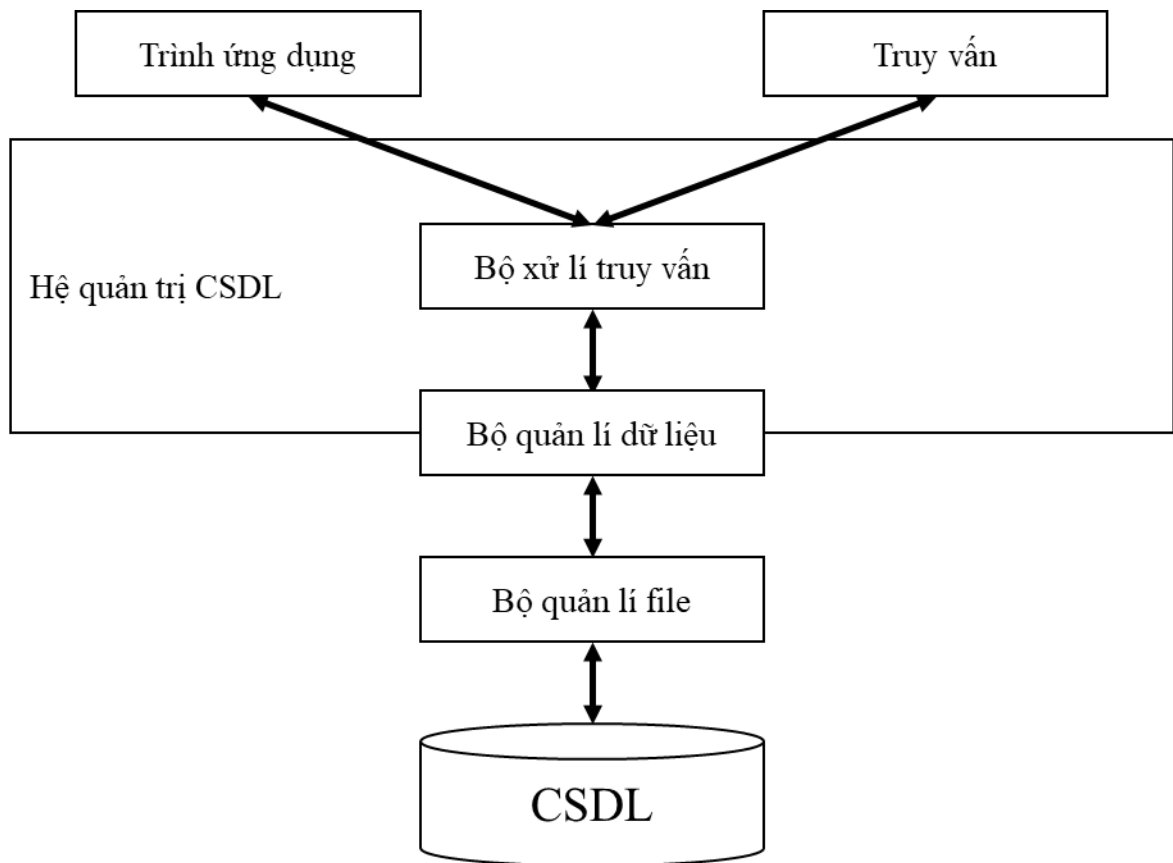 Trình ứng dụng
Truy vấn
Bộ xử lí truy vấn
Hệ quản trị CSDL
Bộ quản lí dữ liệu
Bộ quản lí file
CSDL